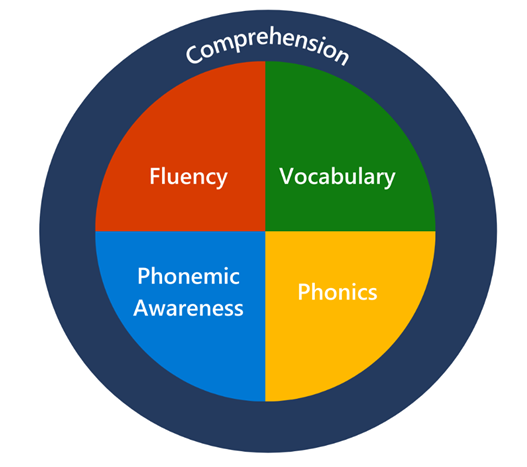 Comprehension
Fluency
Vocabulary
Phonemic
Awareness
Phonics